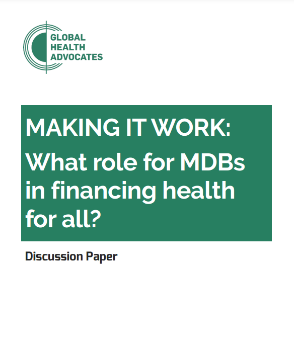 GLOBAL
HEALTH
ADVOCATES
MAKING IT WORK:
What role for MDBs
in financing health
for all?
Discussion Paper